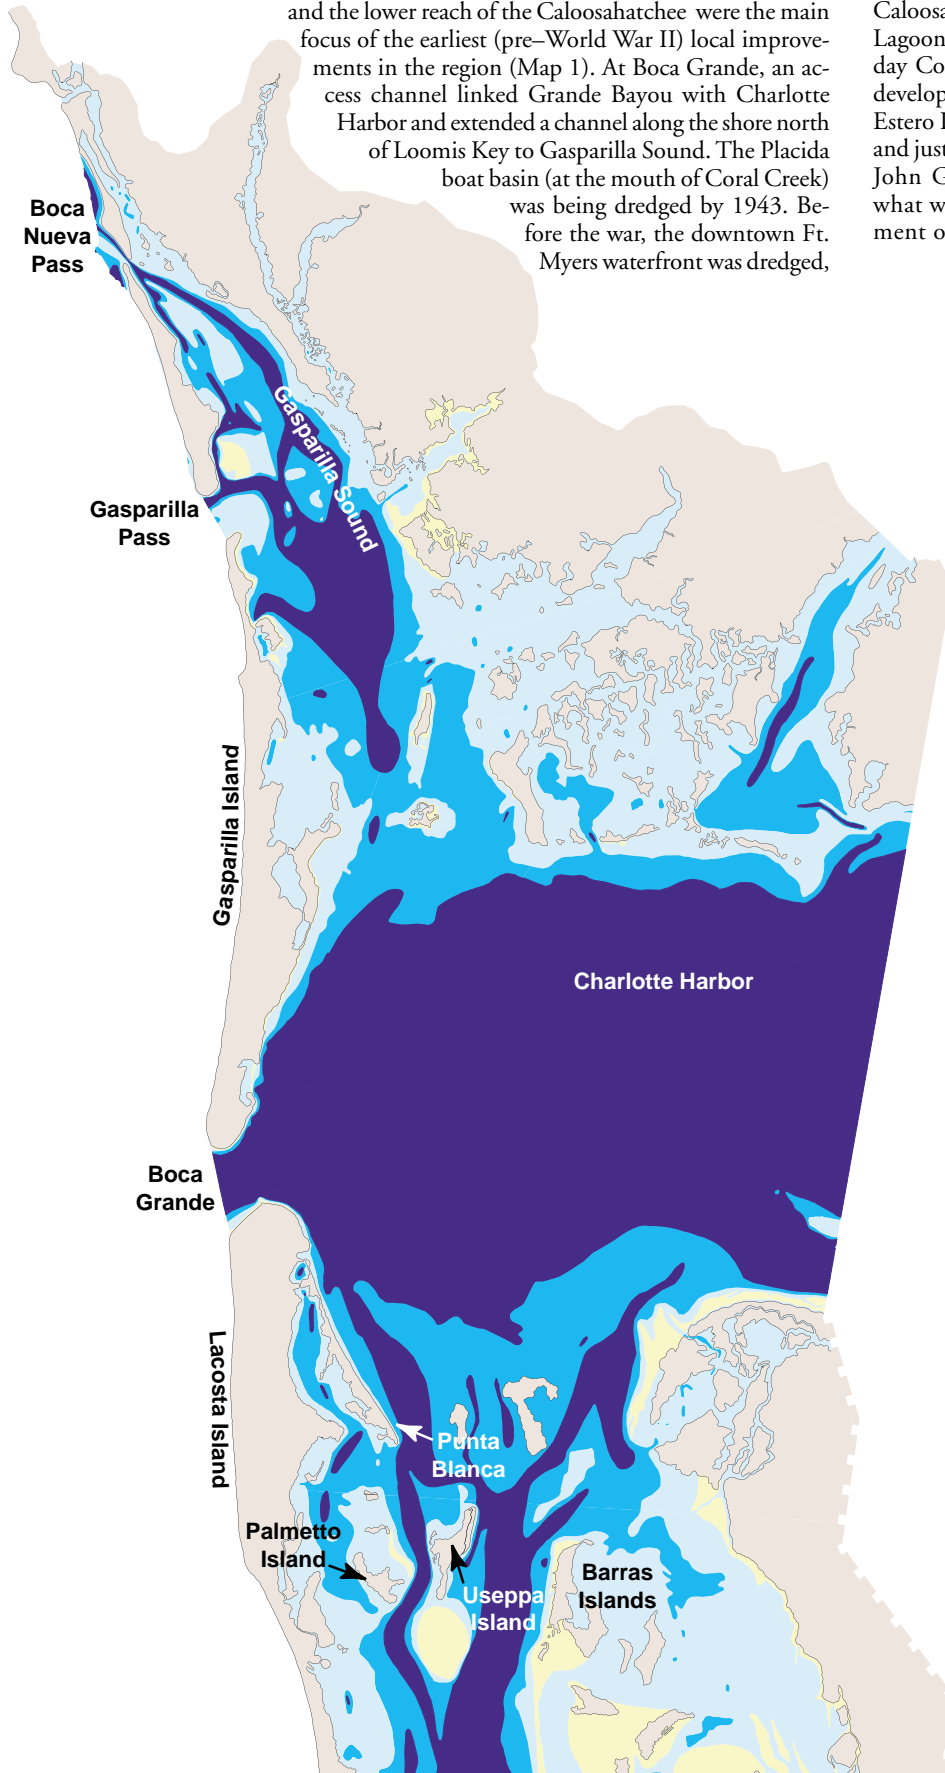 and the lower reach of the Caloosahatchee were the main
focus of the earliest (pre–World War II) local improve-
ments in the region (Map 1). At Boca Grande, an ac-
cess channel linked Grande Bayou with Charlotte
Harbor and extended a channel along the shore north
of Loomis Key to Gasparilla Sound. The Placida
boat basin (at the mouth of Coral Creek)
was being dredged by 1943. Be-
fore the war, the downtown Ft.
Myers waterfront was dredged,
Lagoon
day Co
develop
and just
John G
what w
ment o
Boca
Nueva
Pass
Gasparilla Sound
Gasparilla
Pass
Gasparilla Island
Charlotte Harbor
Boca
Grande
Lacosta Island
Punta
Blanca
Palmetto
Island
Useppa
Island
Barras
Islands